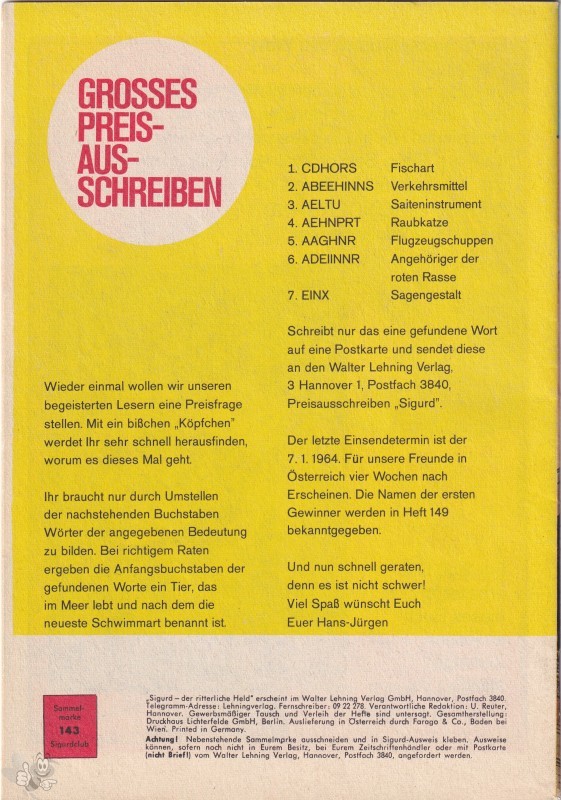 GROSSES
PREIS-
AUS-
SCHREIBEN
Wieder einmal wollen wir unseren
begeisterten Lesern eine Preisfrage
stellen. Mit ein bißchen „Köpfchen"
werdet Ihr sehr schnell herausfinden,
worum es dieses Mal geht.
Ihr braucht nur durch Umstellen
der nachstehenden Buchstaben
Wörter der angegebenen Bedeutung
zu bilden. Bei richtigem Raten
ergeben die Anfangsbuchstaben der
gefundenen Worte ein Tier, das
im Meer lebt und nach dem die
neueste Schwimmart benannt ist.
1. CDHORS Fischart
2. ABEEHINNS Verkehrsmittel
3. AELTU Saiteninstrument
4. AEHNPRT Raubkatze
5. AAGHNR Flugzeugschuppen
6. ADEIINNR Angehöriger der
roten Rasse
7. EINX Sagengestalt
Schreibt nur das eine gefundene Wort
auf eine Postkarte und sendet diese
an den Walter Lehning Verlag,
3 Hannover 1, Postfach 3840,
Preisausschreiben „Sigurd".
Der letzte Einsendetermin ist der
7. 1. 1964. Für unsere Freunde in
Österreich vier Wochen nach
Erscheinen. Die Namen der ersten
Gewinner werden in Heft 149
bekanntgegeben.
Und nun schnell geraten,
denn es ist nicht schwer!
Viel Spaß wünscht Euch
Euer Hans-Jürgen
Sammel-
marke
143
Sigurdclub
„Sigurd – der ritterliche Held" erscheint im Walter Lehning Verlag GmbH, Hannover, Postfach 3840.
Telegramm-Adresse: Lehningverlag. Fernschreiber: 09 22 278. Verantwortliche Redaktion: U. Reuter,
Hannover. Gewerbsmäßiger Tausch und Verleih der Hefte sind untersagt. Gesamtherstellung:
Druckhaus Lichterfelde GmbH, Berlin. Auslieferung in Österreich durch Farago & Co., Baden bei
Wien. Printed in Germany.
Achtung! Nebenstehende Sammelmarke ausschneiden und in Sigurd-Ausweis kleben. Ausweise
können, sofern noch nicht in Eurem Besitz, bei Eurem Zeitschriftenhändler oder mit Postkarte
(nicht Brief!) vom Walter Lehning Verlag, Hannover, Postfach 3840, angefordert werden.